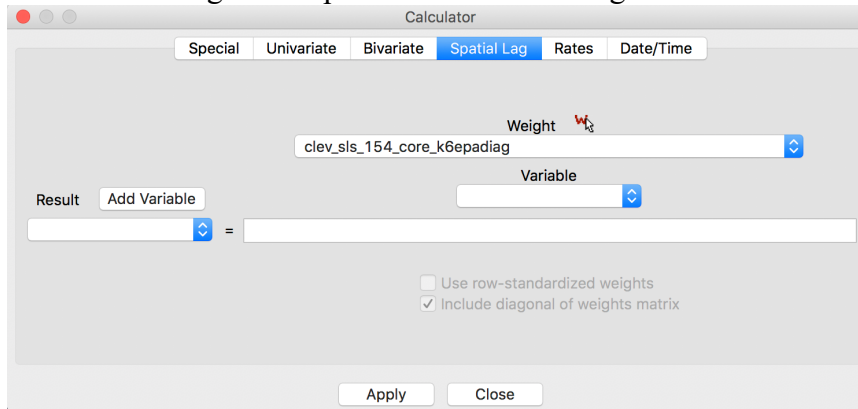 Calculator
Special Univariate Bivariate Spatial Lag Rates Date/Time
Weight
clev_sls_154_core_k6epadiag
Variable
Result Add Variable
=
Use row-standardized weights
Include diagonal of weights matrix
Apply Close